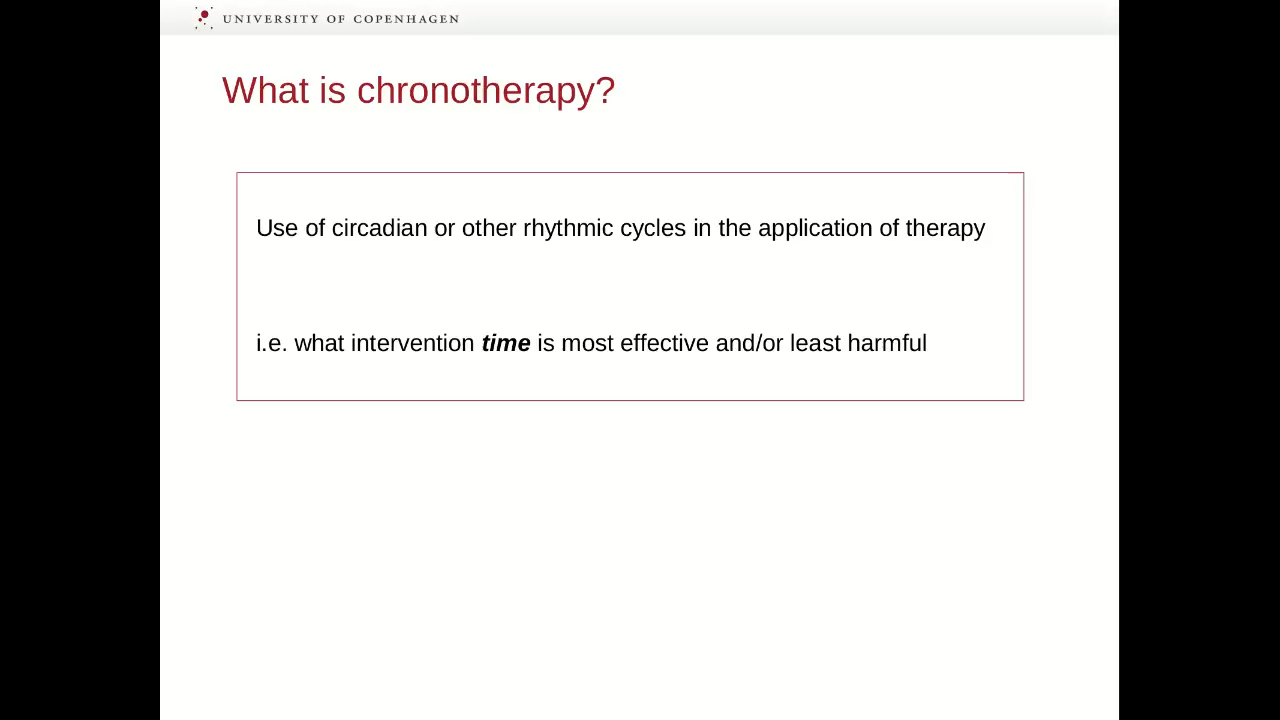 UNIVERSITY OF COPENHAGEN
What is chronotherapy?
Use of circadian or other rhythmic cycles in the application of therapy
i.e. what intervention time is most effective and/or least harmful